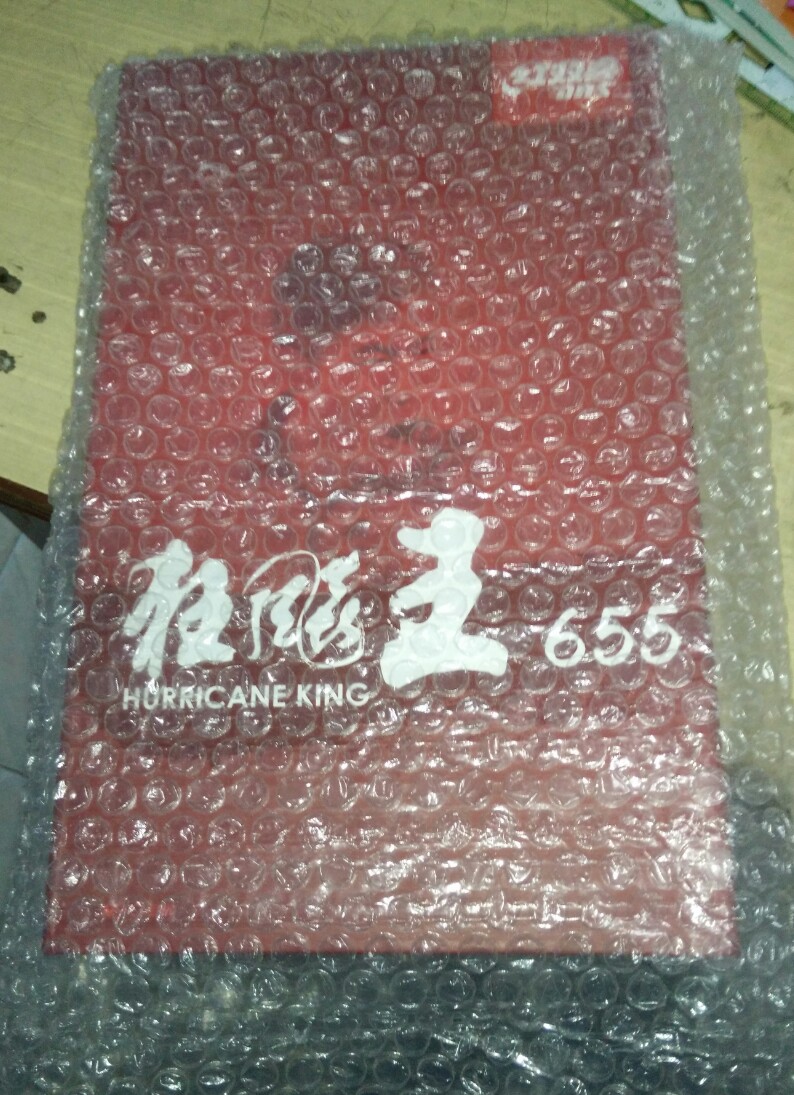 狂飚王 655
HURRICANE KING